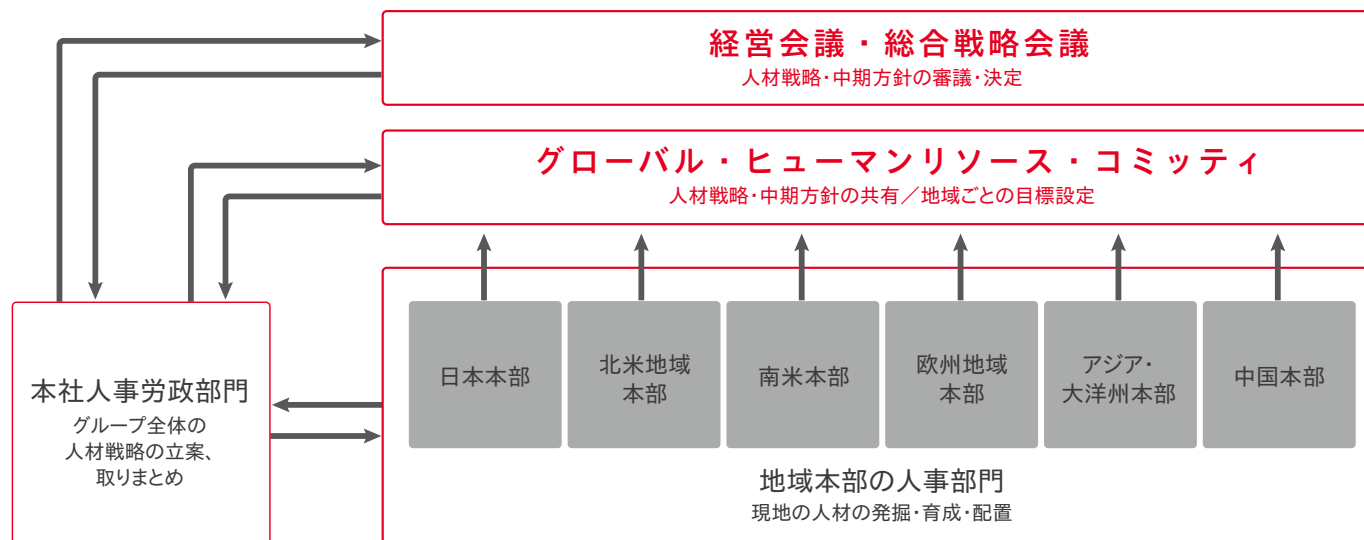 経営会議・総合戦略会議
人材戦略・中期方針の審議・決定
グローバル・ヒューマンリソース・コミッティ
人材戦略・中期方針の共有／地域ごとの目標設定
本社人事労政部門
グループ全体の
人材戦略の立案、
取りまとめ
日本本部
北米地域
本部
南米本部
欧州地域
本部
アジア・
大洋州本部
中国本部
地域本部の人事部門
現地の人材の発掘・育成・配置